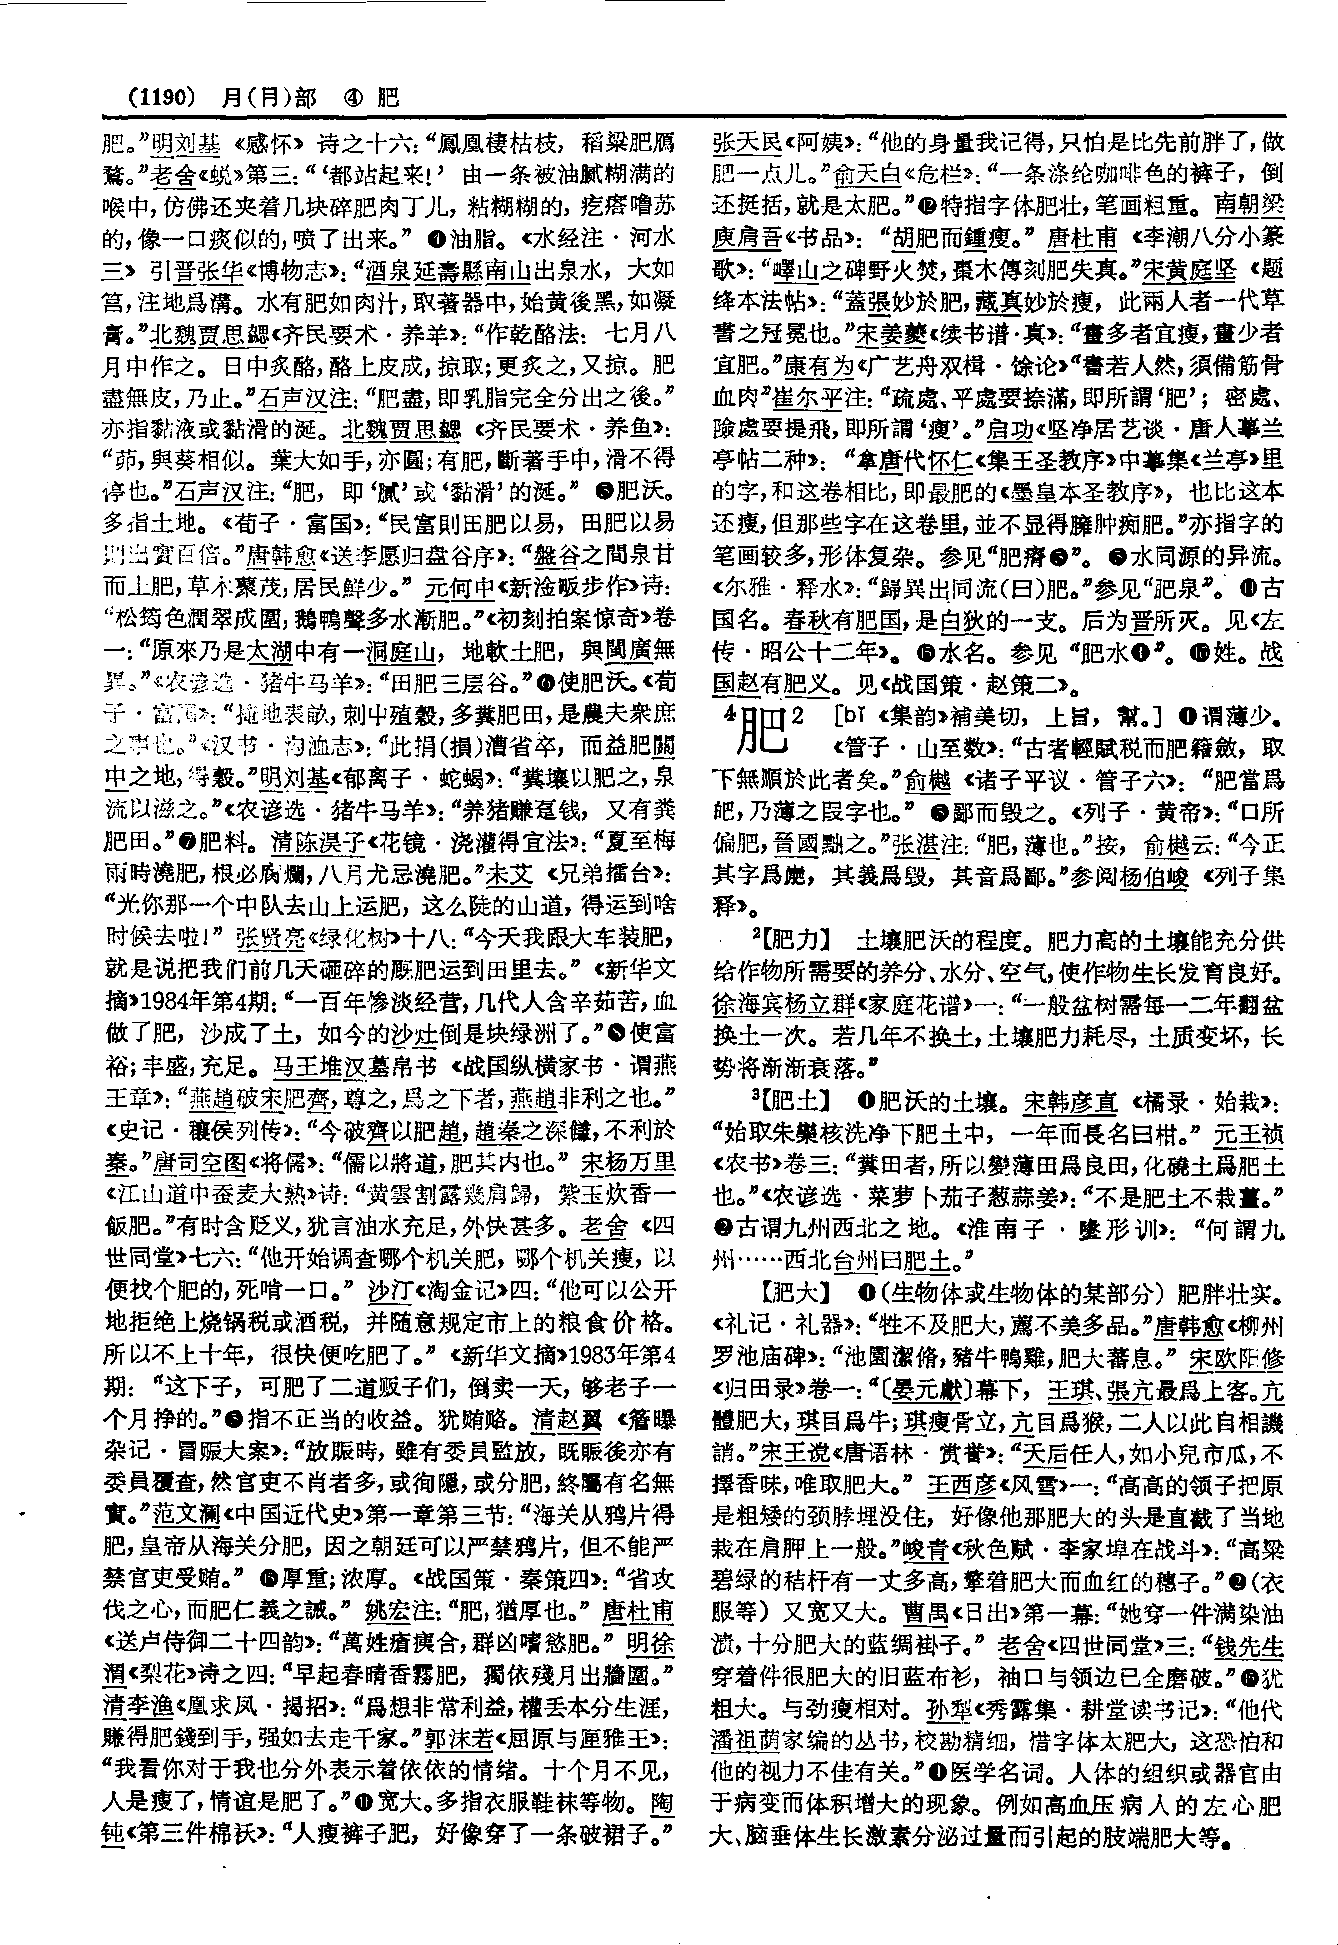 (1190) 月(⺼)部 ④ 肥
肥。”明刘基《感怀》诗之十六：“鳳凰棲枯枝，稻粱肥鴈
鶩。”老舍《蜕》第三：“‘都站起来！’由一条被油腻糊满的
喉中，仿佛还夹着几块碎肥肉丁儿，粘糊糊的，疙瘩噜苏
的，像一口痰似的，喷了出来。”❹油脂。《水经注·河水
三》引晋张华《博物志》：“酒泉延壽縣南山出泉水，大如
筥，注地爲溝。水有肥如肉汁，取著器中，始黄後黑，如凝
膏。”北魏贾思勰《齐民要术·养羊》：“作乾酪法：七月八
月中作之。日中炙酪，酪上皮成，掠取；更炙之，又掠。肥
盡無皮，乃止。”石声汉注：“肥盡，即乳脂完全分出之後。”
亦指黏液或黏滑的涎。北魏贾思勰《齐民要术·养鱼》：
“茆，與葵相似。葉大如手，亦圓；有肥，斷著手中，滑不得
停也。”石声汉注：“肥，即‘膩’或‘黏滑’的涎。”❺肥沃。
多指土地。《荀子·富国》：“民富則田肥以易，田肥以易
則出實百倍。”唐韩愈《送李愿归盘谷序》：“盤谷之間泉甘
而土肥，草木藂茂，居民鮮少。”元何中《新淦畈步作》诗：
“松筠色潤翠成圍，鵝鴨聲多水漸肥。”《初刻拍案惊奇》卷
一：“原來乃是太湖中有一洞庭山，地軟土肥，與閩廣無
異。”《农谚选·猪牛马羊》：“田肥三层谷。”❻使肥沃。《荀
子·富国》：“掩地表畝，刺屮殖穀，多糞肥田，是農夫衆庶
之事也。”《汉书·沟洫志》：“此捐(損)漕省卒，而益肥關
中之地，得穀。”明刘基《郁离子·蛇蝎》：“糞壤以肥之，泉
流以滋之。”《农谚选·猪牛马羊》：“养猪赚趸钱，又有粪
肥田。”❼肥料。清陈淏子《花镜·浇灌得宜法》：“夏至梅
雨時澆肥，根必腐爛，八月尤忌澆肥。”未艾《兄弟擂台》：
“光你那一个中队去山上运肥，这么陡的山道，得运到啥
时候去啦！”张贤亮《绿化树》十八：“今天我跟大车装肥，
就是说把我们前几天砸碎的厩肥运到田里去。”《新华文
摘》1984年第4期：“一百年惨淡经营，几代人含辛茹苦，血
做了肥，沙成了土，如今的沙灶倒是块绿洲了。”❽使富
裕；丰盛，充足。马王堆汉墓帛书《战国纵横家书·谓燕
王章》：“燕趙破宋肥齊，尊之，爲之下者，燕趙非利之也。”
《史记·穰侯列传》：“今破齊以肥趙，趙秦之深讎，不利於
秦。”唐司空图《将儒》：“儒以將道，肥其内也。”宋杨万里
《江山道中蚕麦大熟》诗：“黄雲割露幾肩歸，紫玉炊香一
飯肥。”有时含贬义，犹言油水充足，外快甚多。老舍《四
世同堂》七六：“他开始调查哪个机关肥，哪个机关瘦，以
便找个肥的，死啃一口。”沙汀《淘金记》四：“他可以公开
地拒绝上烧锅税或酒税，并随意规定市上的粮食价格。
所以不上十年，很快便吃肥了。”《新华文摘》1983年第4
期：“这下子，可肥了二道贩子们，倒卖一天，够老子一
个月挣的。”❾指不正当的收益。犹贿赂。清赵翼《簷曝
杂记·冒赈大案》：“放賑時，雖有委員監放，既賑後亦有
委員覆查，然官吏不肖者多，或徇隱，或分肥，終屬有名無
實。”范文澜《中国近代史》第一章第三节：“海关从鸦片得
肥，皇帝从海关分肥，因之朝廷可以严禁鸦片，但不能严
禁官吏受贿。”❿厚重；浓厚。《战国策·秦策四》：“省攻
伐之心，而肥仁義之誡。”姚宏注：“肥，猶厚也。”唐杜甫
《送卢侍御二十四韵》：“萬姓瘡痍合，群凶嗜慾肥。”明徐
渭《梨花》诗之四：“早起春晴香霧肥，獨依殘月出牆圍。”
清李渔《凰求凤·揭招》：“爲想非常利益，權丢本分生涯，
賺得肥錢到手，强如去走千家。”郭沫若《屈原与厘雅王》：
“我看你对于我也分外表示着依依的情绪。十个月不见，
人是瘦了，情谊是肥了。”⓫宽大。多指衣服鞋袜等物。陶
钝《第三件棉袄》：“人瘦裤子肥，好像穿了一条破裙子。”
张天民《阿姨》：“他的身量我记得，只怕是比先前胖了，做
肥一点儿。”俞天白《危栏》：“一条涤纶咖啡色的裤子，倒
还挺括，就是太肥。”⓬特指字体肥壮，笔画粗重。南朝梁
庾肩吾《书品》：“胡肥而鍾瘦。”唐杜甫《李潮八分小篆
歌》：“嶧山之碑野火焚，棗木傳刻肥失真。”宋黄庭坚《题
绛本法帖》：“蓋張妙於肥，藏真妙於瘦，此兩人者一代草
書之冠冕也。”宋姜夔《续书谱·真》：“畫多者宜瘦，畫少者
宜肥。”康有为《广艺舟双楫·馀论》“書若人然，須備筋骨
血肉”崔尔平注：“疏處、平處要捺滿，即所謂‘肥’；密處、
險處要提飛，即所謂‘瘦’。”启功《坚净居艺谈·唐人摹兰
亭帖二种》：“拿唐代怀仁《集王圣教序》中摹集《兰亭》里
的字，和这卷相比，即最肥的《墨皇本圣教序》，也比这本
还瘦，但那些字在这卷里，並不显得臃肿痴肥。”亦指字的
笔画较多，形体复杂。参见“肥瘠❺”。⓭水同源的异流。
《尔雅·释水》：“歸異出同流(曰)肥。”参见“肥泉”。⓮古
国名。春秋有肥国，是白狄的一支。后为晋所灭。见《左
传·昭公十二年》。⓯水名。参见“肥水❶”。⓰姓。战
国赵有肥义。见《战国策·赵策二》。
⁴肥² [bǐ《集韵》補美切，上旨，幫。]❶谓薄少。
《管子·山至数》：“古者輕賦税而肥籍斂，取
下無順於此者矣。”俞樾《诸子平议·管子六》：“肥當爲
䏢，乃薄之叚字也。”❷鄙而毁之。《列子·黄帝》：“口所
偏肥，晉國黜之。”张湛注：“肥，薄也。”按，俞樾云：“今正
其字爲㔻，其義爲毁，其音爲鄙。”参阅杨伯峻《列子集
释》。
²【肥力】 土壤肥沃的程度。肥力高的土壤能充分供
给作物所需要的养分、水分、空气，使作物生长发育良好。
徐海宾杨立群《家庭花谱》一：“一般盆树需每一二年翻盆
换土一次。若几年不换土，土壤肥力耗尽，土质变坏，长
势将渐渐衰落。”
³【肥土】 ❶肥沃的土壤。宋韩彦直《橘录·始栽》：
“始取朱欒核洗净下肥土中，一年而長名曰柑。”元王祯
《农书》卷三：“糞田者，所以變薄田爲良田，化磽土爲肥土
也。”《农谚选·菜萝卜茄子葱蒜姜》：“不是肥土不栽薑。”
❷古谓九州西北之地。《淮南子·墬形训》：“何謂九
州……西北台州曰肥土。”
【肥大】 ❶(生物体或生物体的某部分)肥胖壮实。
《礼记·礼器》：“牲不及肥大，薦不美多品。”唐韩愈《柳州
罗池庙碑》：“池園潔脩，豬牛鴨雞，肥大蕃息。”宋欧阳修
《归田录》卷一：“〔晏元獻〕幕下，王琪、張亢最爲上客。亢
體肥大，琪目爲牛；琪瘦骨立，亢目爲猴，二人以此自相譏
誚。”宋王谠《唐语林·赏誉》：“天后任人，如小兒市瓜，不
擇香味，唯取肥大。”王西彦《风雪》一：“高高的领子把原
是粗矮的颈脖埋没住，好像他那肥大的头是直截了当地
栽在肩胛上一般。”峻青《秋色赋·李家埠在战斗》：“高粱
碧绿的秸杆有一丈多高，擎着肥大而血红的穗子。”❷(衣
服等)又宽又大。曹禺《日出》第一幕：“她穿一件满染油
渍，十分肥大的蓝绸褂子。”老舍《四世同堂》三：“钱先生
穿着件很肥大的旧蓝布衫，袖口与领边已全磨破。”❸犹
粗大。与劲瘦相对。孙犁《秀露集·耕堂读书记》：“他代
潘祖荫家编的丛书，校勘精细，惜字体太肥大，这恐怕和
他的视力不佳有关。”❹医学名词。人体的组织或器官由
于病变而体积增大的现象。例如高血压病人的左心肥
大、脑垂体生长激素分泌过量而引起的肢端肥大等。